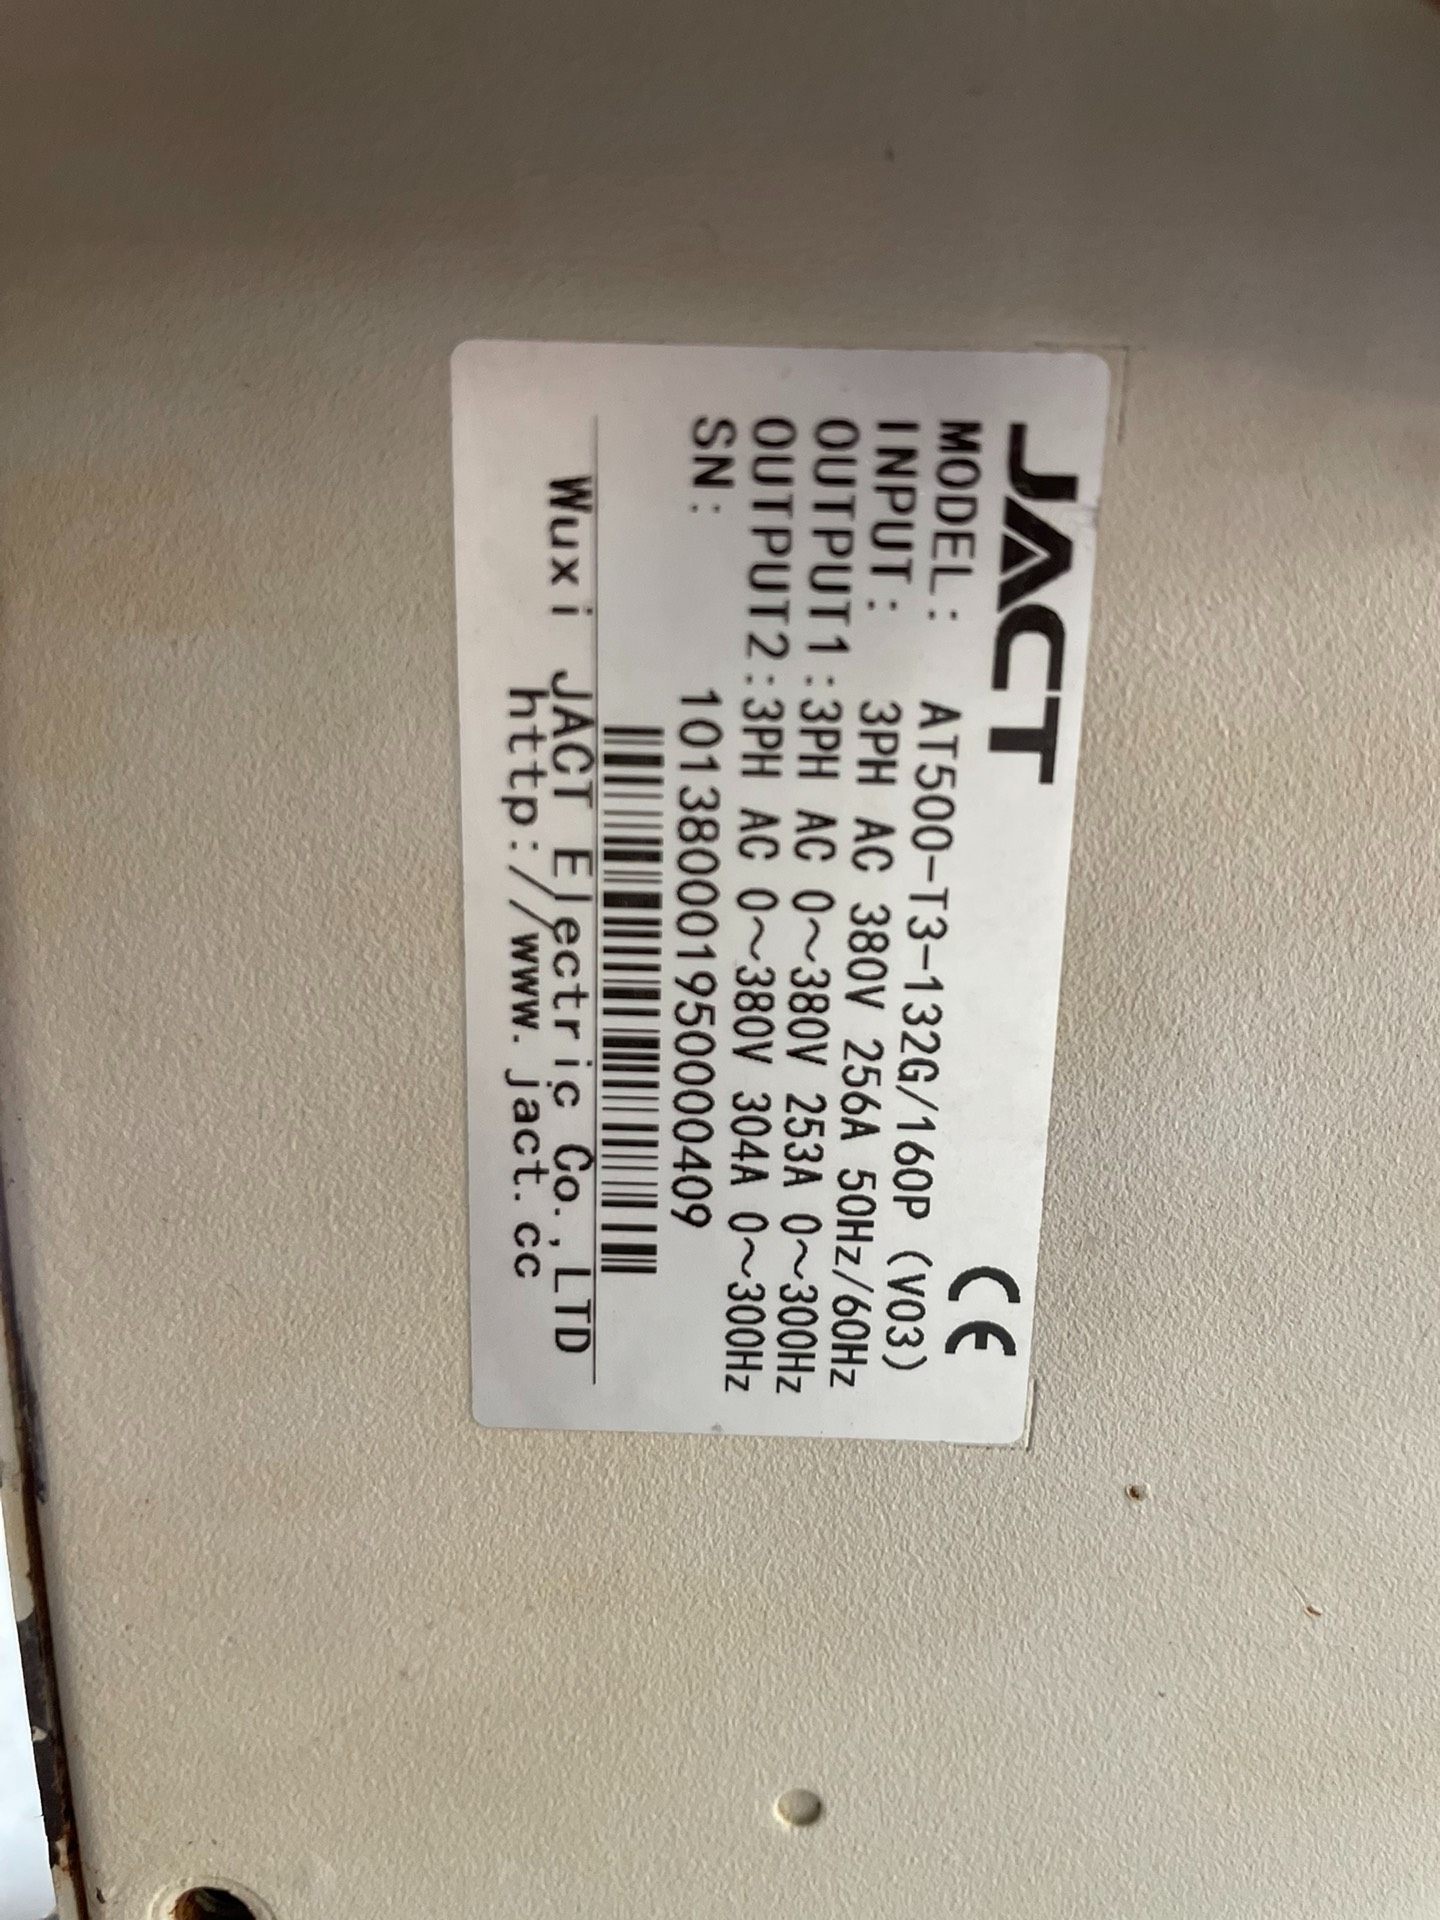 JACT CE
MODEL: AT500-T3-132G/160P (V03)
INPUT: 3PH AC 380V 256A 50Hz/60Hz
OUTPUT1:3PH AC 0~380V 253A 0~300Hz
OUTPUT2:3PH AC 0~380V 304A 0~300Hz
SN: 101380001950000409
Wuxi JACT Electric Co.,LTD
http://www.jact.cc